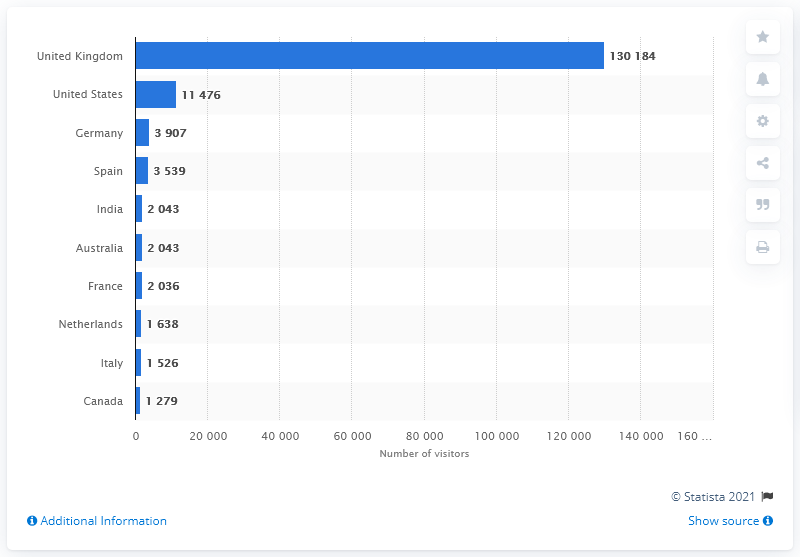 United Kingdom 130 184
United States 11 476
Germany 3 907
Spain 3 539
India 2 043
Australia 2 043
France 2 036
Netherlands 1 638
Italy 1 526
Canada 1 279
0 20 000 40 000 60 000 80 000 100 000 120 000 140 000 160 ...
Number of visitors
© Statista 2021
Additional Information
Show source